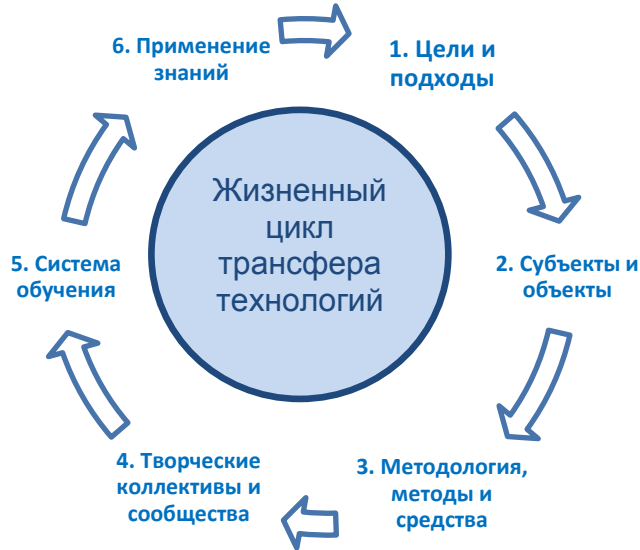 6. Применение
знаний
1. Цели и
подходы
Жизненный
цикл
трансфера
технологий
2. Субъекты и
объекты
3. Методология,
методы и
средства
4. Творческие
коллективы и
сообщества
5. Система
обучения